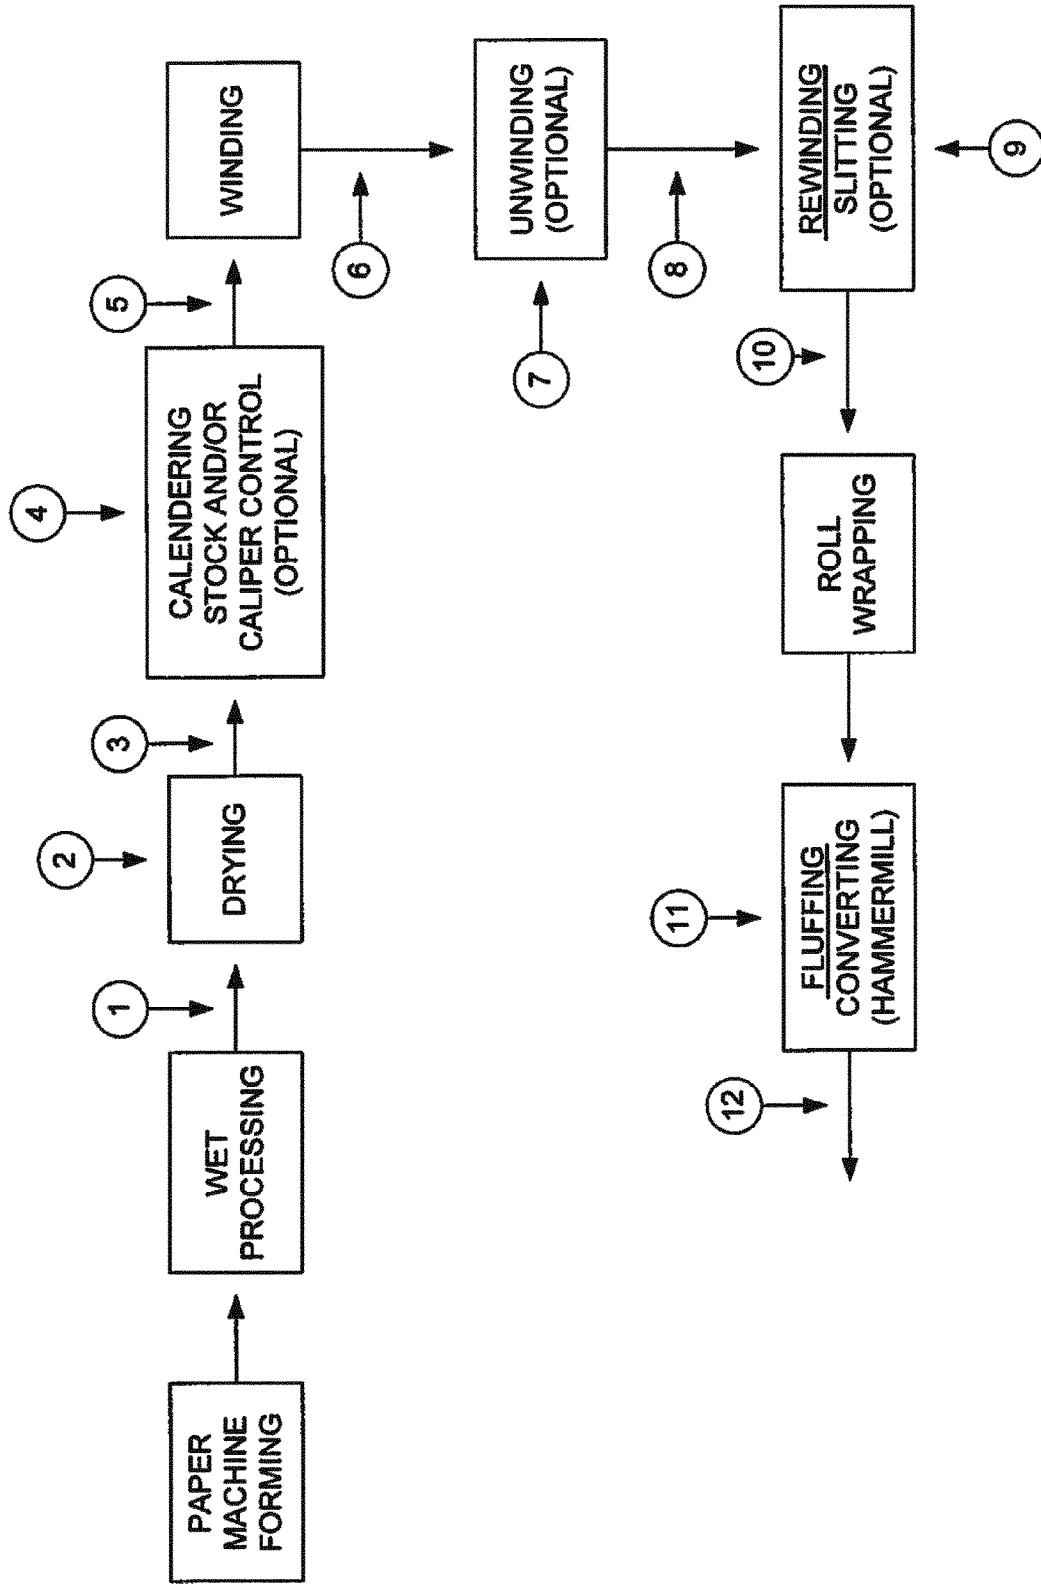 PAPER
MACHINE
FORMING
WET
PROCESSING
1
DRYING
2
3
CALENDERING
STOCK AND/OR
CALIPER CONTROL
(OPTIONAL)
4
5
WINDING
6
UNWINDING
(OPTIONAL)
7
8
REWINDING
SLITTING
(OPTIONAL)
9
10
ROLL
WRAPPING
FLUFFING
CONVERTING
(HAMMERMILL)
11
12